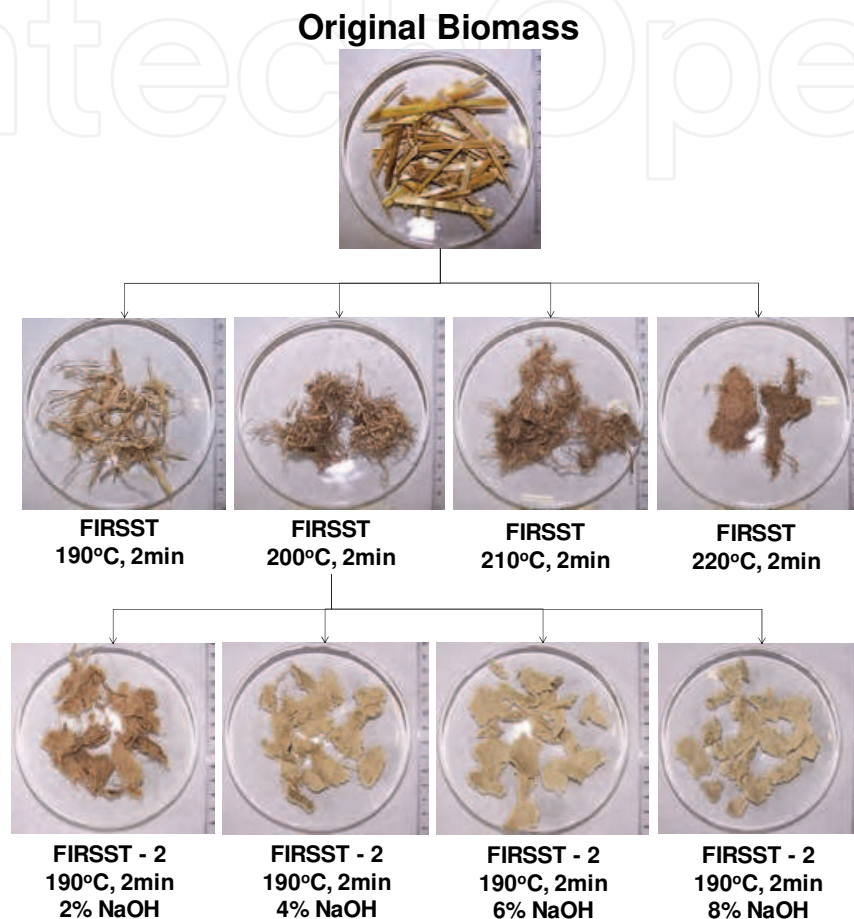 ntechOpe
Original Biomass
FIRSST
190°C, 2min
FIRSST
200°C, 2min
FIRSST
210°C, 2min
FIRSST
220°C, 2min
FIRSST - 2
190°C, 2min
2% NaOH
FIRSST - 2
190°C, 2min
4% NaOH
FIRSST - 2
190°C, 2min
6% NaOH
FIRSST - 2
190°C, 2min
8% NaOH